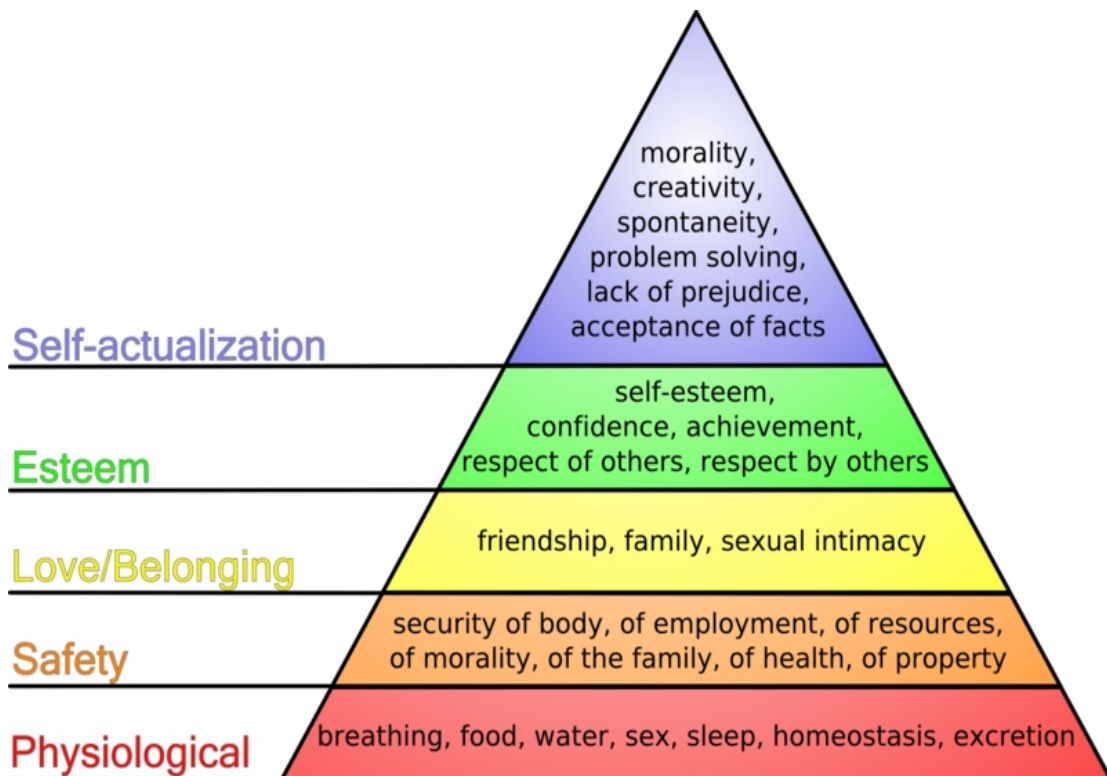 morality,
creativity,
spontaneity,
problem solving,
lack of prejudice,
acceptance of facts
Self-actualization
self-esteem,
confidence, achievement,
respect of others, respect by others
Esteem
friendship, family, sexual intimacy
Love/Belonging
security of body, of employment, of resources,
of morality, of the family, of health, of property
Safety
breathing, food, water, sex, sleep, homeostasis, excretion
Physiological